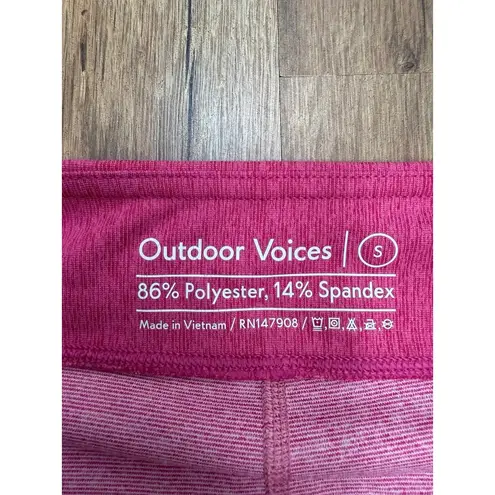 Outdoor Voices | S
86% Polyester, 14% Spandex
Made in Vietnam / RN147908 /